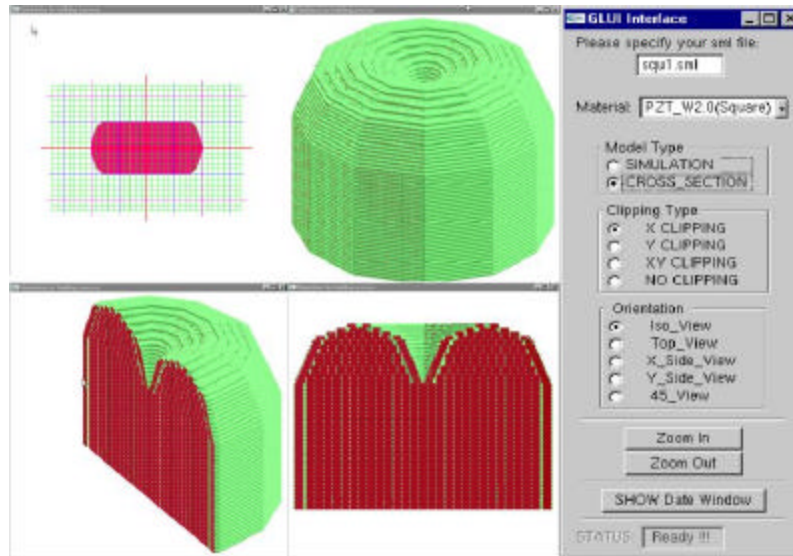 GLUI Interface
Please specify your sml file:
squ1.sml
Material: PZT_W2.0(Square)
Model Type
SIMULATION
CROSS_SECTION
Clipping Type
X CLIPPING
Y CLIPPING
XY CLIPPING
NO CLIPPING
Orientation
Iso_View
Top_View
X_Side_View
Y_Side_View
45_View
Zoom In
Zoom Out
SHOW Date Window
STATUS: Ready !!!